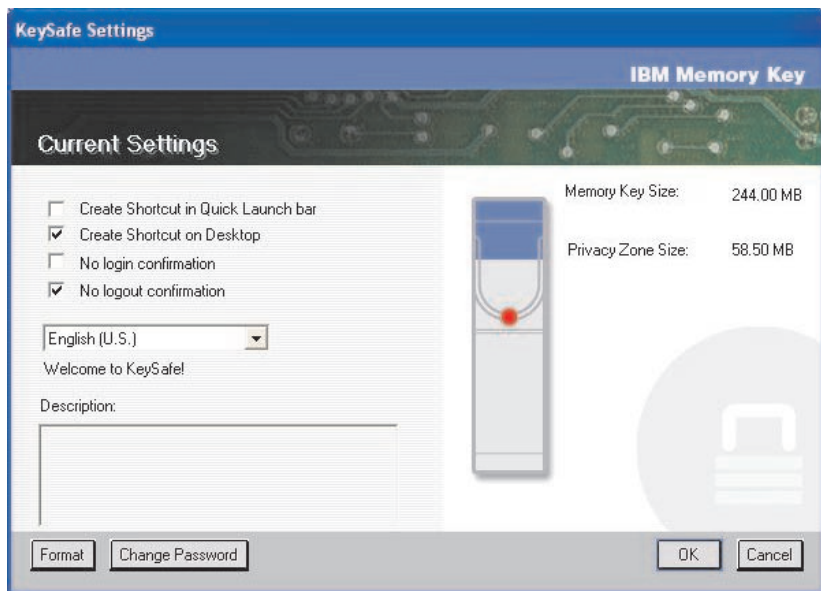 KeySafe Settings
IBM Memory Key
Current Settings
Create Shortcut in Quick Launch bar
Create Shortcut on Desktop
No login confirmation
No logout confirmation
English (U.S.)
Welcome to KeySafe!
Description:
Memory Key Size: 244.00 MB
Privacy Zone Size: 58.50 MB
Format Change Password OK Cancel